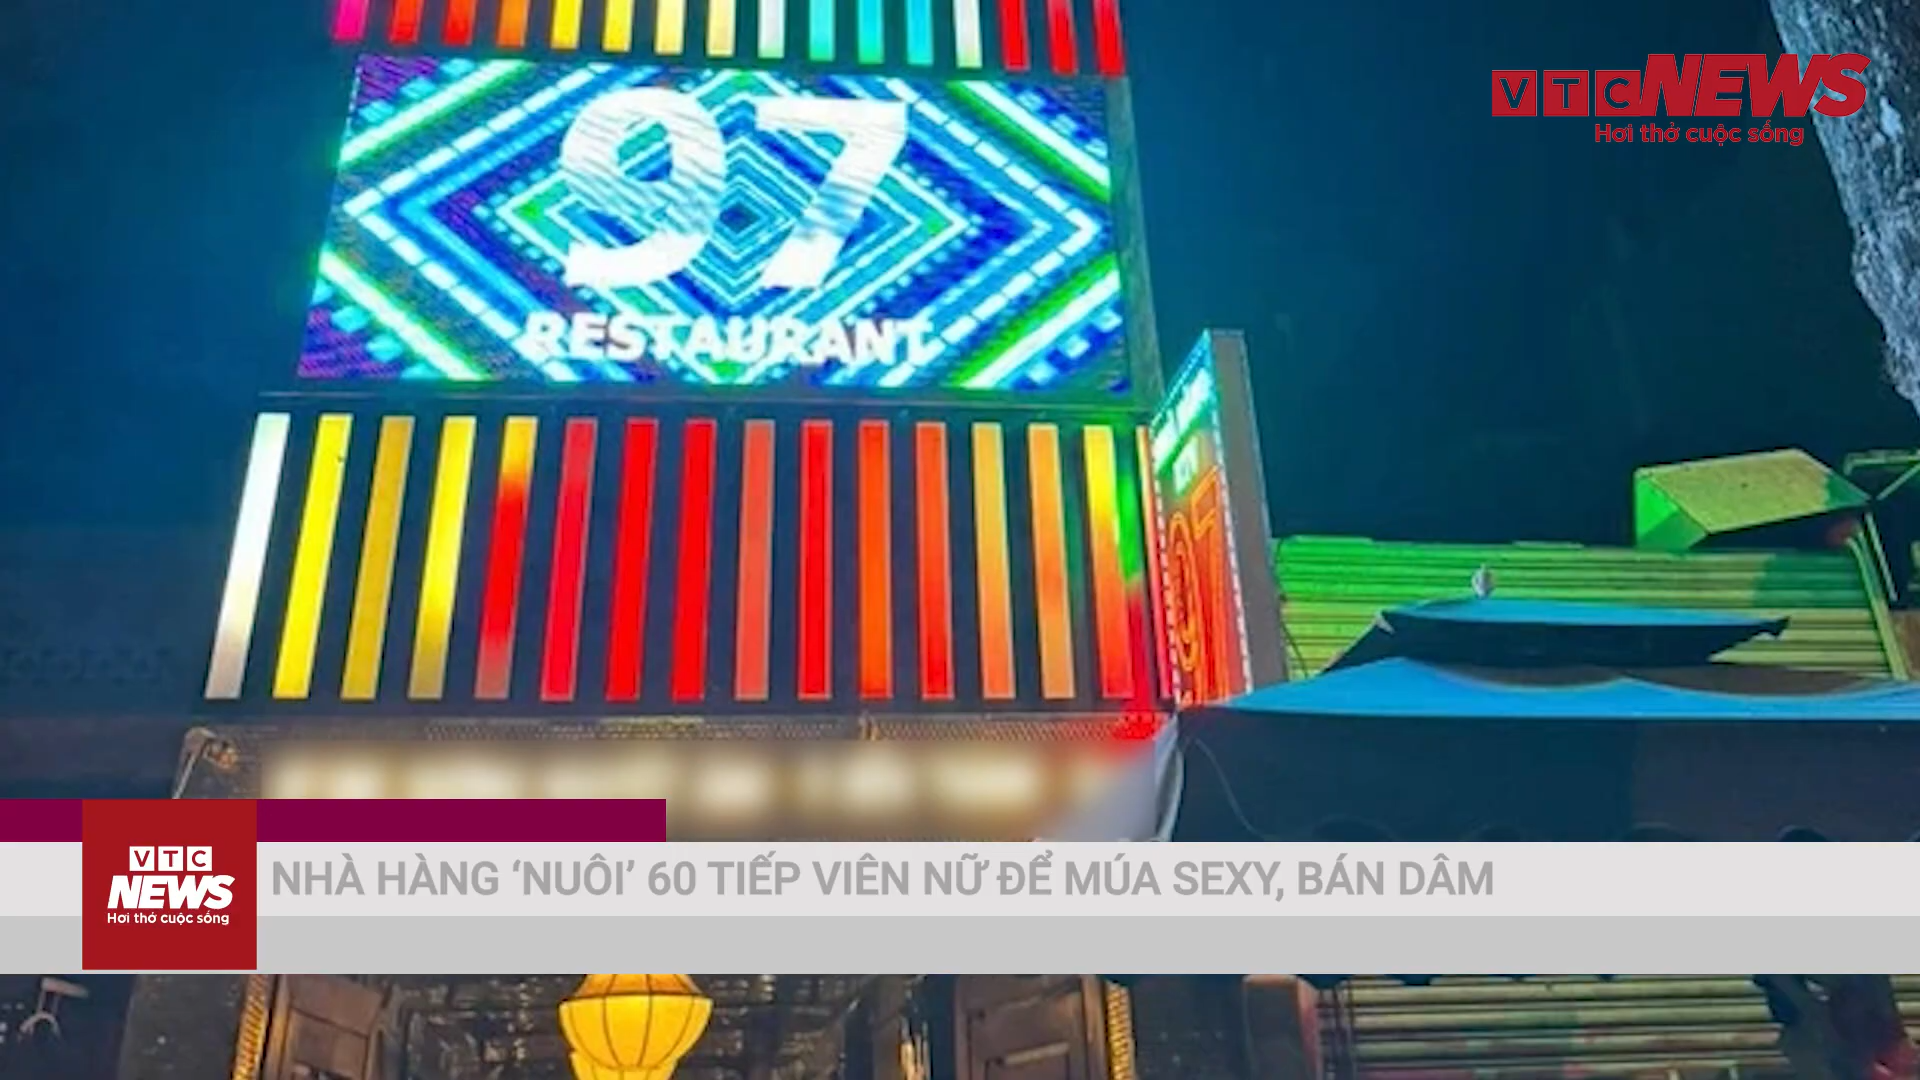 VTC NEWS
Hơi thở cuộc sống
97
RESTAURANT
97
VTC
NEWS
Hơi thở cuộc sống
NHÀ HÀNG ‘NUÔI’ 60 TIẾP VIÊN NỮ ĐỂ MÚA SEXY, BÁN DÂM